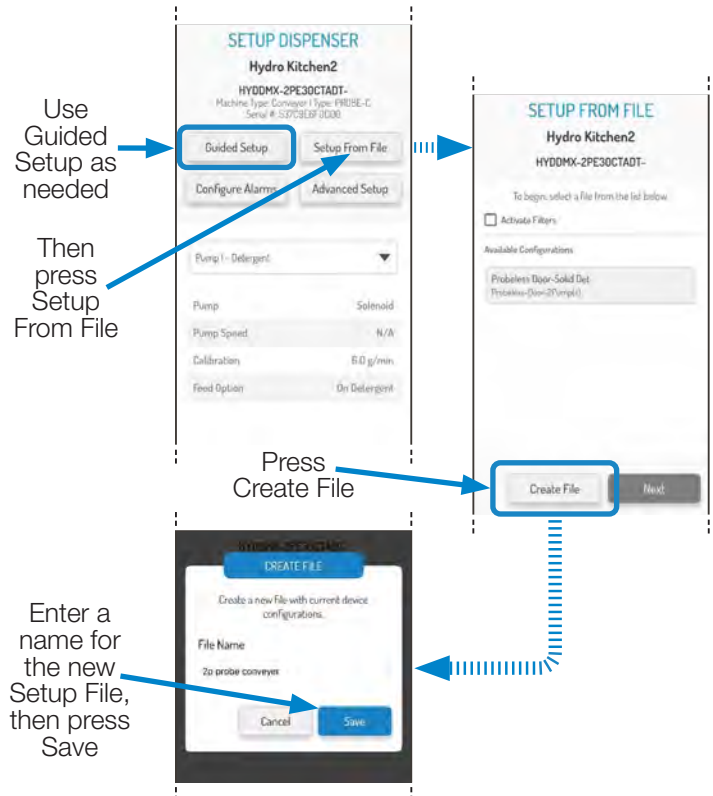 SETUP DISPENSER
Hydro Kitchen2
HYDDMX-2PE30CTADT-
Machine Type: Conveyor | Type: PROBE-C
Use
Guided
Setup as
needed
Guided Setup
Setup From File
Configure Alarms
Advanced Setup
Then
press
Setup
From File
Pump 1 - Detergent
Pump
Solenoid
Pump Speed
N/A
Calibration
6.0 g/min
Feed Option
On Detergent
SETUP FROM FILE
Hydro Kitchen2
HYDDMX-2PE30CTADT-
To begin, select a file from the list below.
Activate Filters
Available Configurations
Probeless Door-Solid Det
Press
Create File
Create File
Next
CREATE FILE
Create a new file with current device
configurations.
File Name
2p probe conveyer
Cancel
Save
Enter a
name for
the new
Setup File,
then press
Save